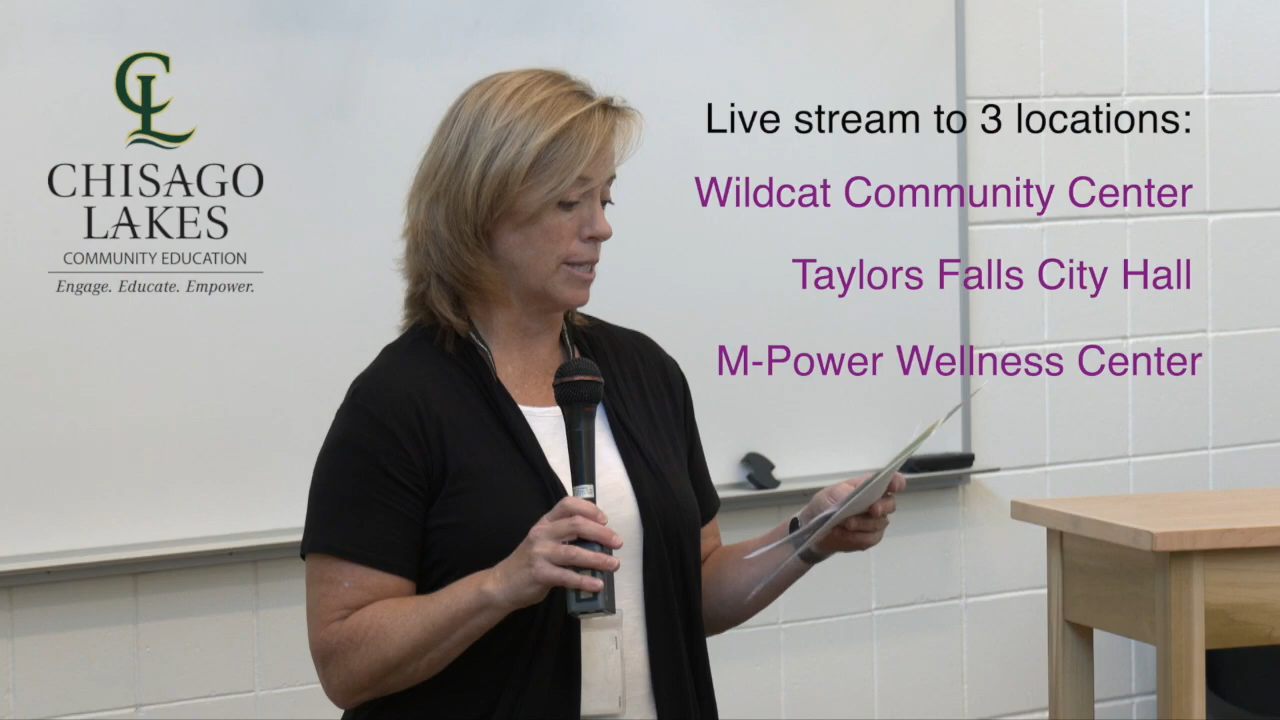 CL
CHISAGO
LAKES
COMMUNITY EDUCATION
Engage. Educate. Empower.
Live stream to 3 locations:
Wildcat Community Center
Taylors Falls City Hall
M-Power Wellness Center